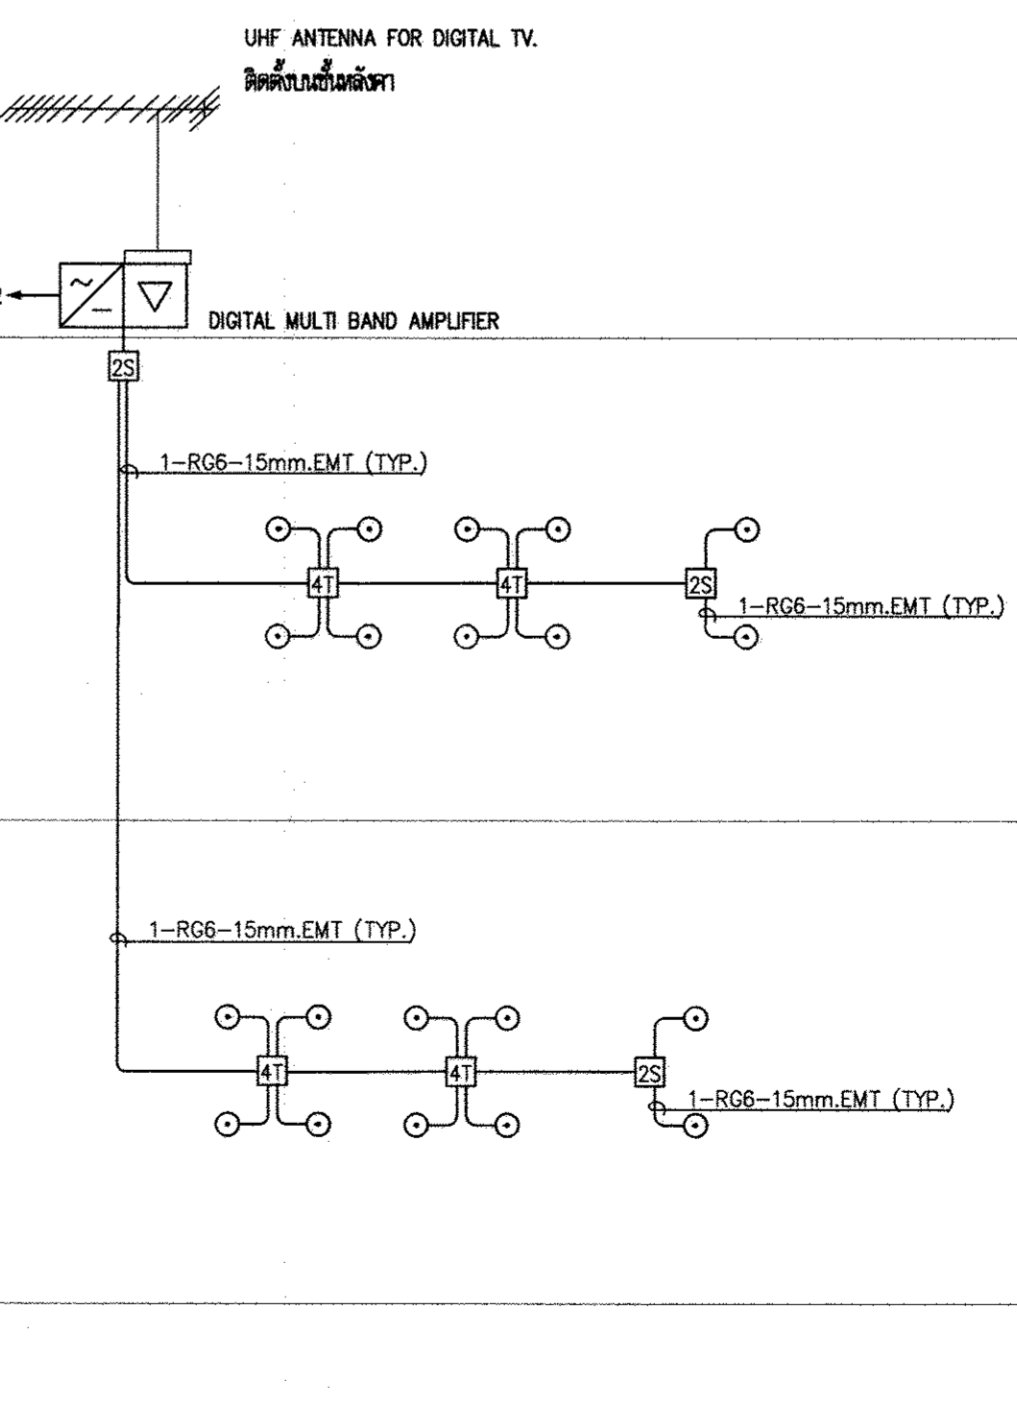 UHF ANTENNA FOR DIGITAL TV.
ติดตั้งบนชั้นหลังคา
DIGITAL MULTI BAND AMPLIFIER
2S
1-RG6-15mm.EMT (TYP.)
4T 4T 2S
1-RG6-15mm.EMT (TYP.)
1-RG6-15mm.EMT (TYP.)
4T 4T 2S
1-RG6-15mm.EMT (TYP.)